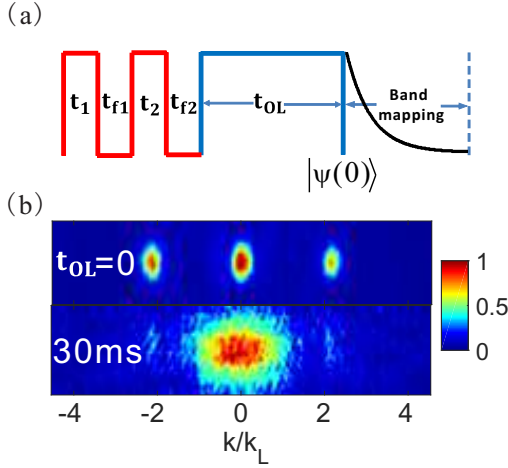 (a)
t1 tf1 t2 tf2 tOL Band
mapping
|ψ(0)⟩
(b)
tOL=0
30ms
1
0.5
0
-4 -2 0 2 4
k/kL